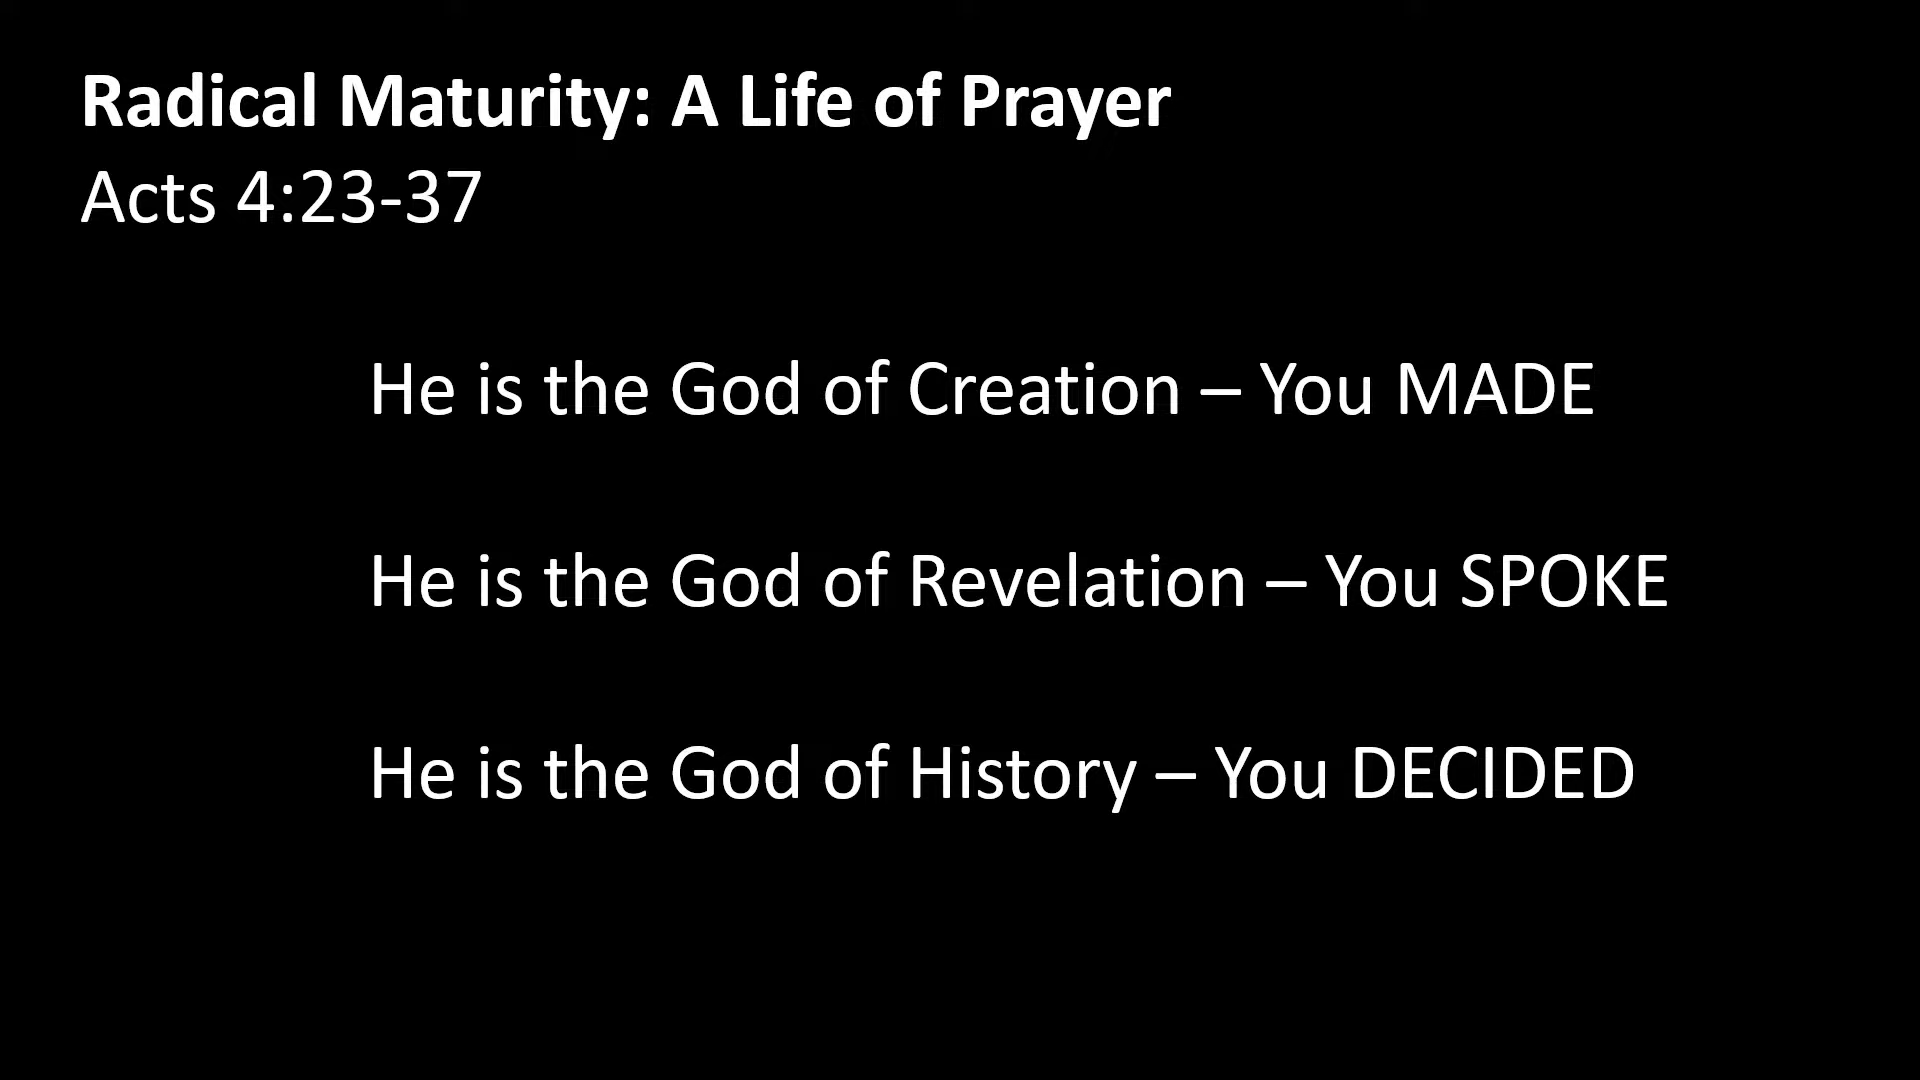 Radical Maturity: A Life of Prayer
Acts 4:23-37
He is the God of Creation – You MADE
He is the God of Revelation – You SPOKE
He is the God of History – You DECIDED